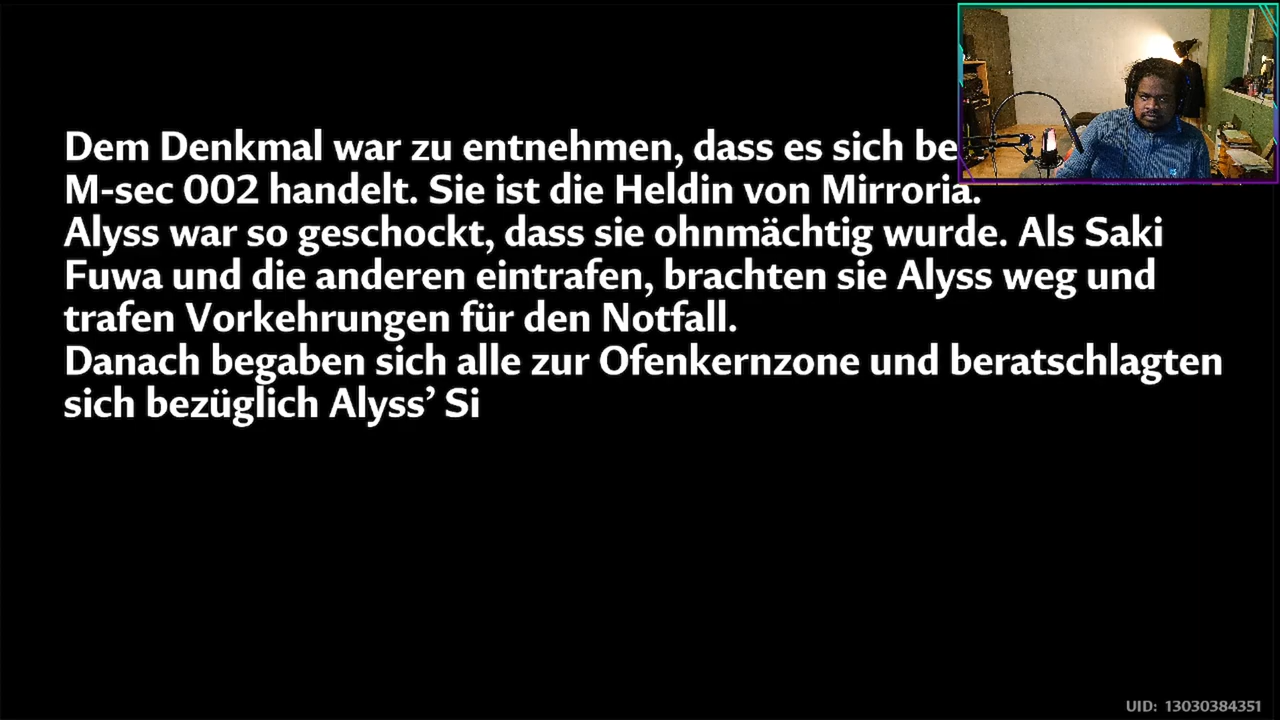 Dem Denkmal war zu entnehmen, dass es sich be
M-sec 002 handelt. Sie ist die Heldin von Mirroria.
Alyss war so geschockt, dass sie ohnmächtig wurde. Als Saki
Fuwa und die anderen eintrafen, brachten sie Alyss weg und
trafen Vorkehrungen für den Notfall.
Danach begaben sich alle zur Ofenkernzone und beratschlagten
sich bezüglich Alyss’ Si
UID: 13030384351